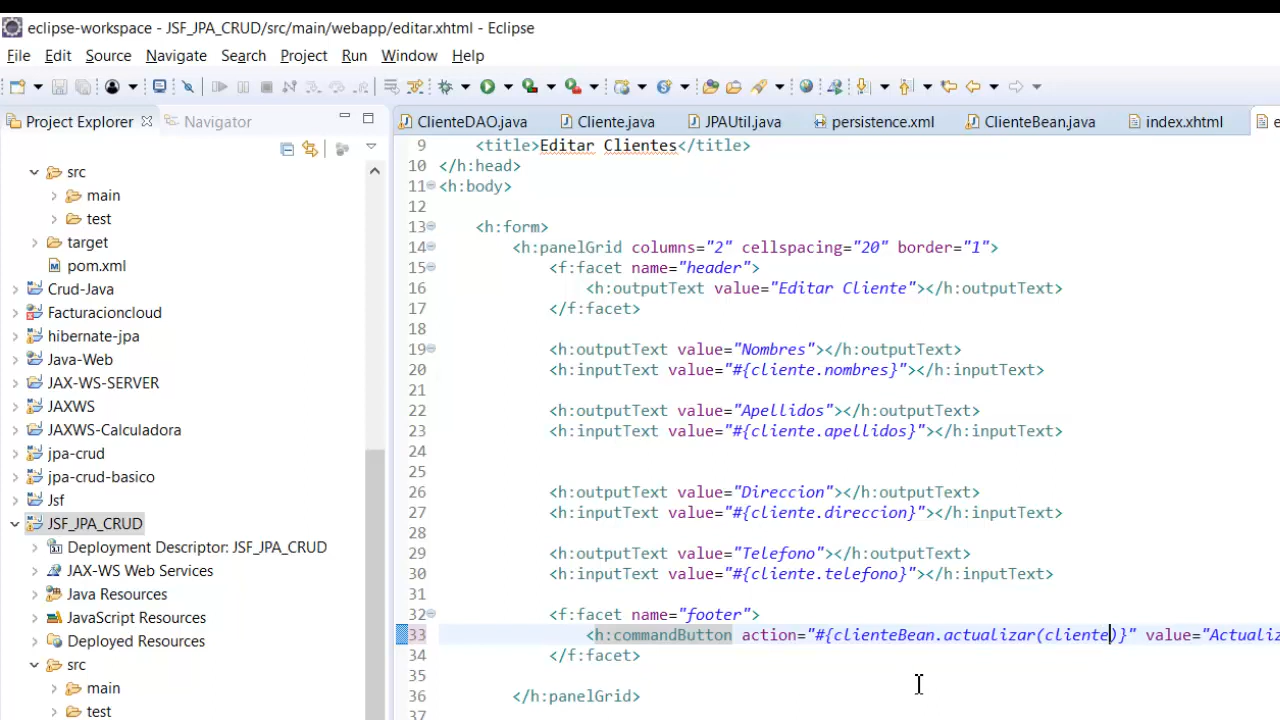 eclipse-workspace - JSF_JPA_CRUD/src/main/webapp/editar.xhtml - Eclipse
File Edit Source Navigate Search Project Run Window Help
Project Explorer Navigator
ClienteDAO.java Cliente.java JPAUtil.java persistence.xml ClienteBean.java index.xhtml e
src
main
test
target
pom.xml
Crud-Java
Facturacioncloud
hibernate-jpa
Java-Web
JAX-WS-SERVER
JAXWS
JAXWS-Calculadora
jpa-crud
jpa-crud-basico
Jsf
JSF_JPA_CRUD
Deployment Descriptor: JSF_JPA_CRUD
JAX-WS Web Services
Java Resources
JavaScript Resources
Deployed Resources
src
main
test
9 <title>Editar Clientes</title>
10 </h:head>
11 <h:body>
12
13 <h:form>
14 <h:panelGrid columns="2" cellspacing="20" border="1">
15 <f:facet name="header">
16 <h:outputText value="Editar Cliente"></h:outputText>
17 </f:facet>
18
19 <h:outputText value="Nombres"></h:outputText>
20 <h:inputText value="#{cliente.nombres}"></h:inputText>
21
22 <h:outputText value="Apellidos"></h:outputText>
23 <h:inputText value="#{cliente.apellidos}"></h:inputText>
24
25
26 <h:outputText value="Direccion"></h:outputText>
27 <h:inputText value="#{cliente.direccion}"></h:inputText>
28
29 <h:outputText value="Telefono"></h:outputText>
30 <h:inputText value="#{cliente.telefono}"></h:inputText>
31
32 <f:facet name="footer">
33 <h:commandButton action="#{clienteBean.actualizar(cliente)}" value="Actualiz
34 </f:facet>
35
36 </h:panelGrid>
37